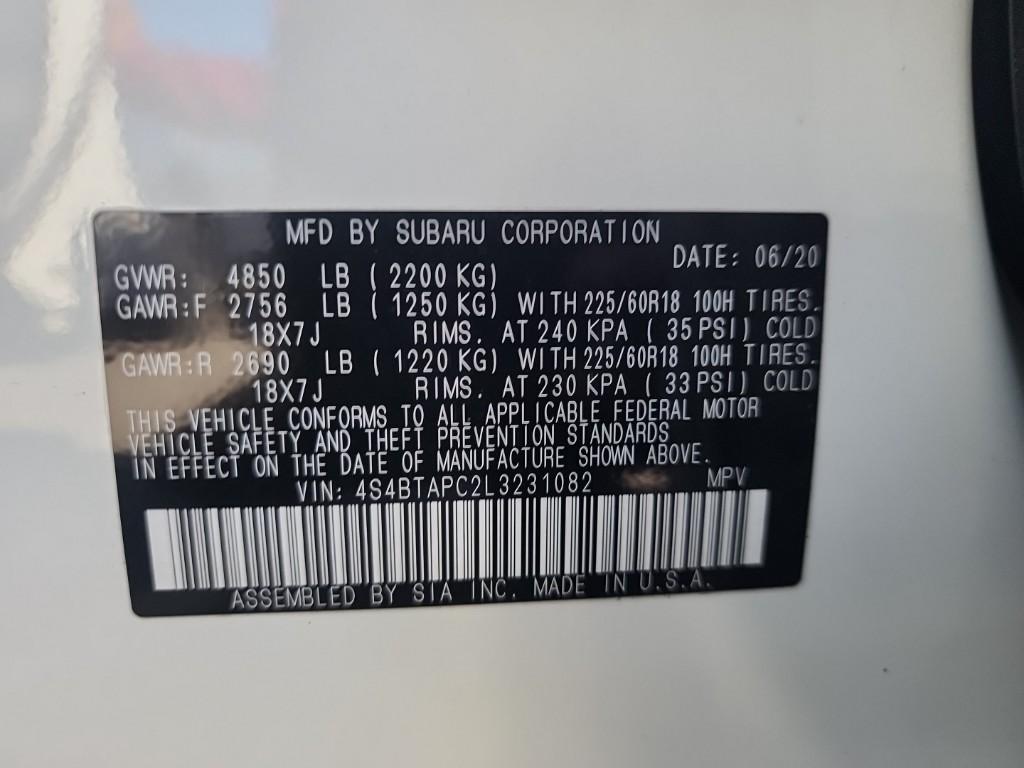 MFD BY SUBARU CORPORATION
DATE: 06/20
GVWR: 4850 LB ( 2200 KG)
GAWR:F 2756 LB ( 1250 KG) WITH 225/60R18 100H TIRES.
18X7J RIMS. AT 240 KPA ( 35 PSI) COLD
GAWR:R 2690 LB ( 1220 KG) WITH 225/60R18 100H TIRES.
18X7J RIMS. AT 230 KPA ( 33 PSI) COLD
THIS VEHICLE CONFORMS TO ALL APPLICABLE FEDERAL MOTOR
VEHICLE SAFETY AND THEFT PREVENTION STANDARDS
IN EFFECT ON THE DATE OF MANUFACTURE SHOWN ABOVE.
VIN: 4S4BTAPC2L3231082 MPV
ASSEMBLED BY SIA INC. MADE IN U.S.A.